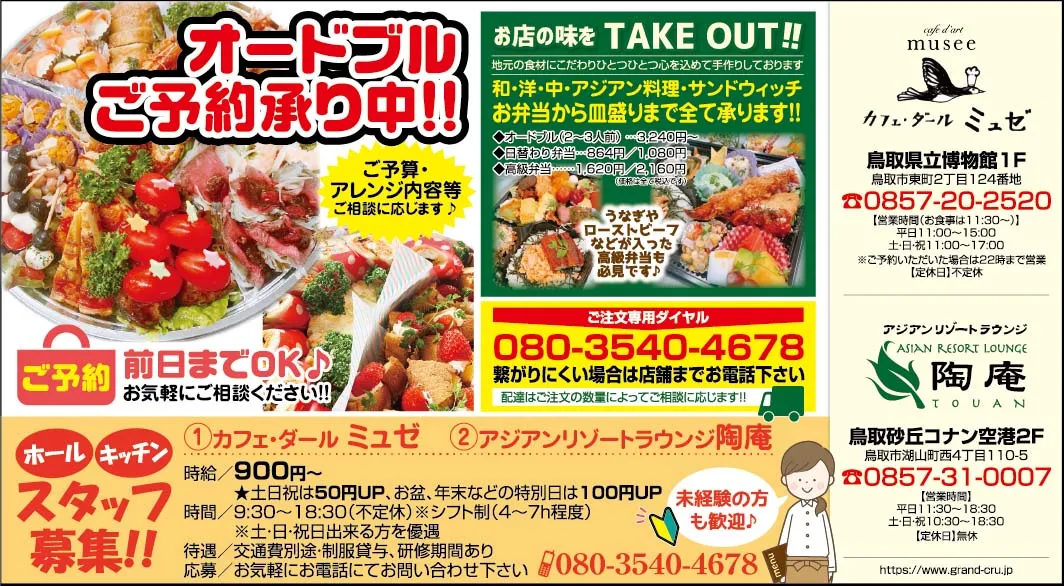 オードブル
ご予約承り中!!
ご予算・
アレンジ内容等
ご相談に応じます♪
ご予約
前日までOK♪
お気軽にご相談ください!!
お店の味を TAKE OUT!!
地元の食材にこだわりひとつひとつ心を込めて手作りしております
和・洋・中・アジアン料理・サンドウィッチ
お弁当から皿盛りまで全て承ります!!
◆オードブル(2〜3人前)…3,240円〜
◆日替わり弁当…864円/1,080円
◆高級弁当……1,620円/2,160円
(価格は全て税込です)
うなぎや
ローストビーフ
などが入った
高級弁当も
必見です♪
ご注文専用ダイヤル
080-3540-4678
繋がりにくい場合は店舗までお電話下さい
配達はご注文の数量によってご相談に応じます!!
ホール キッチン
スタッフ
募集!!
①カフェ・ダール ミュゼ ②アジアンリゾートラウンジ陶庵
時給/900円〜
★土日祝は50円UP、お盆、年末などの特別日は100円UP
時間/9:30〜18:30(不定休)※シフト制(4〜7h程度)
※土・日・祝日出来る方を優遇
待遇/交通費別途・制服貸与、研修期間あり
応募/お気軽にお電話にてお問い合わせ下さい
080-3540-4678
未経験の方
も歓迎♪
menu
cafe d'art
musee
カフェ・ダール ミュゼ
鳥取県立博物館1F
鳥取市東町2丁目124番地
☎0857-20-2520
【営業時間(お食事は11:30〜)】
平日11:00〜15:00
土・日・祝11:00〜17:00
※ご予約いただいた場合は22時まで営業
【定休日】不定休
アジアンリゾートラウンジ
ASIAN RESORT LOUNGE
陶庵
TOUAN
鳥取砂丘コナン空港2F
鳥取市湖山町西4丁目110-5
☎0857-31-0007
【営業時間】
平日11:30〜18:30
土・日・祝10:30〜18:30
【定休日】無休
https://www.grand-cru.jp